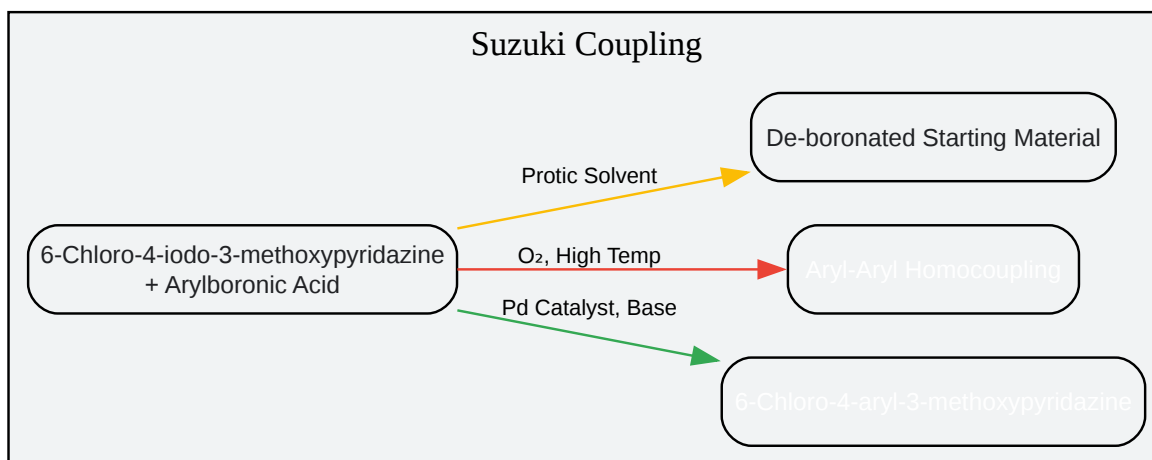 Suzuki Coupling
De-boronated Starting Material
Protic Solvent
6-Chloro-4-iodo-3-methoxypyridazine
+ Arylboronic Acid
O₂, High Temp
Aryl-Aryl Homocoupling
Pd Catalyst, Base
6-Chloro-4-aryl-3-methoxypyridazine